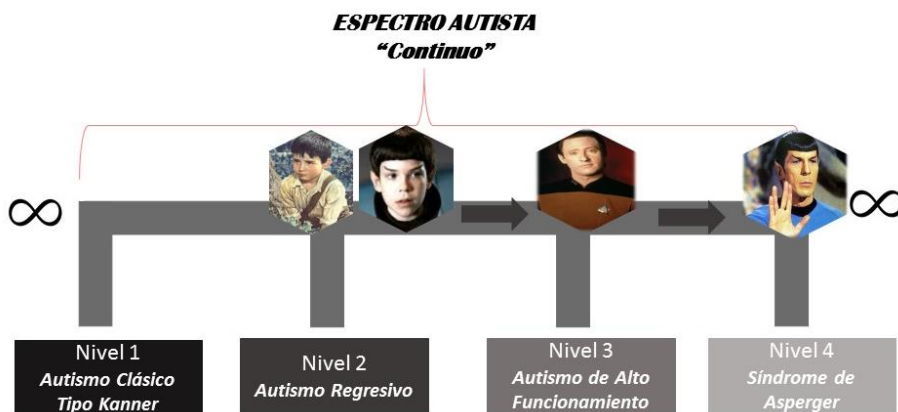 ESPECTRO AUTISTA
“Continuo”
∞
∞
Nivel 1
Autismo Clásico
Tipo Kanner
Nivel 2
Autismo Regresivo
Nivel 3
Autismo de Alto
Funcionamiento
Nivel 4
Síndrome de
Asperger